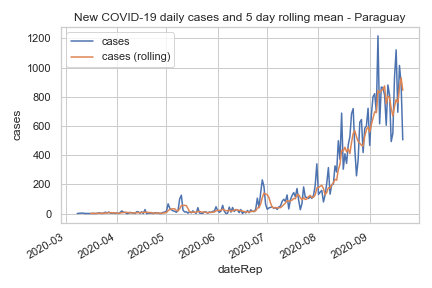 New COVID-19 daily cases and 5 day rolling mean - Paraguay
cases
cases (rolling)
1200
1000
800
600
400
200
0
cases
2020-03
2020-04
2020-05
2020-06
2020-07
2020-08
2020-09
dateRep